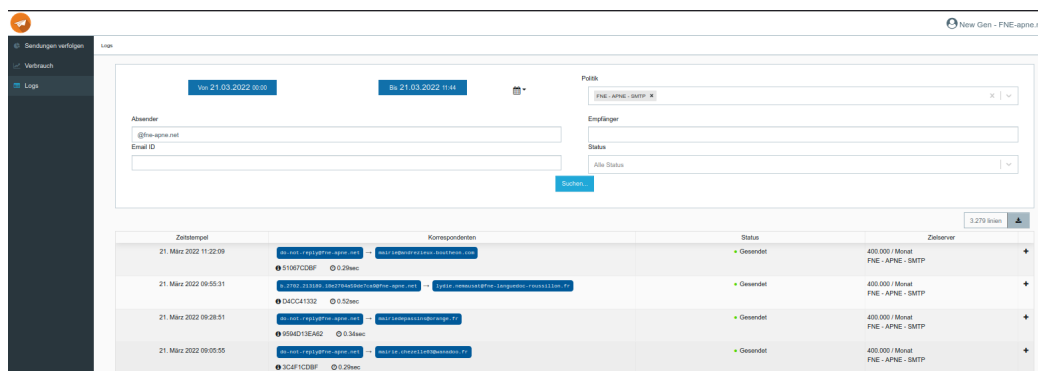 New Gen - FNE-apne.
Sendungen verfolgen
Logs
Verbrauch
Logs
Von 21.03.2022 00:00
Bis 21.03.2022 11:44
Politik
FNE - APNE - SMTP ×
Absender
Empfänger
@fne-apne.net
Email ID
Status
Alle Status
Suchen...
3.279 linien
Zeitstempel Korrespondenten Status Zielserver
21. März 2022 11:22:09 do-not-reply@fne-apne.net → mairie@andrezieux-boutheon.com Gesendet 400.000 / Monat
FNE - APNE - SMTP
51067CDBF 0.29sec
21. März 2022 09:55:31 → lydie.nemausat@fne-languedoc-roussillon.fr Gesendet 400.000 / Monat
FNE - APNE - SMTP
D4CC41332 0.52sec
21. März 2022 09:28:51 do-not-reply@fne-apne.net → mairiedepassins@orange.fr Gesendet 400.000 / Monat
FNE - APNE - SMTP
9594D13EA62 0.34sec
21. März 2022 09:05:55 do-not-reply@fne-apne.net → mairie.chezelle03@wanadoo.fr Gesendet 400.000 / Monat
FNE - APNE - SMTP
3C4F1CDBF 0.29sec